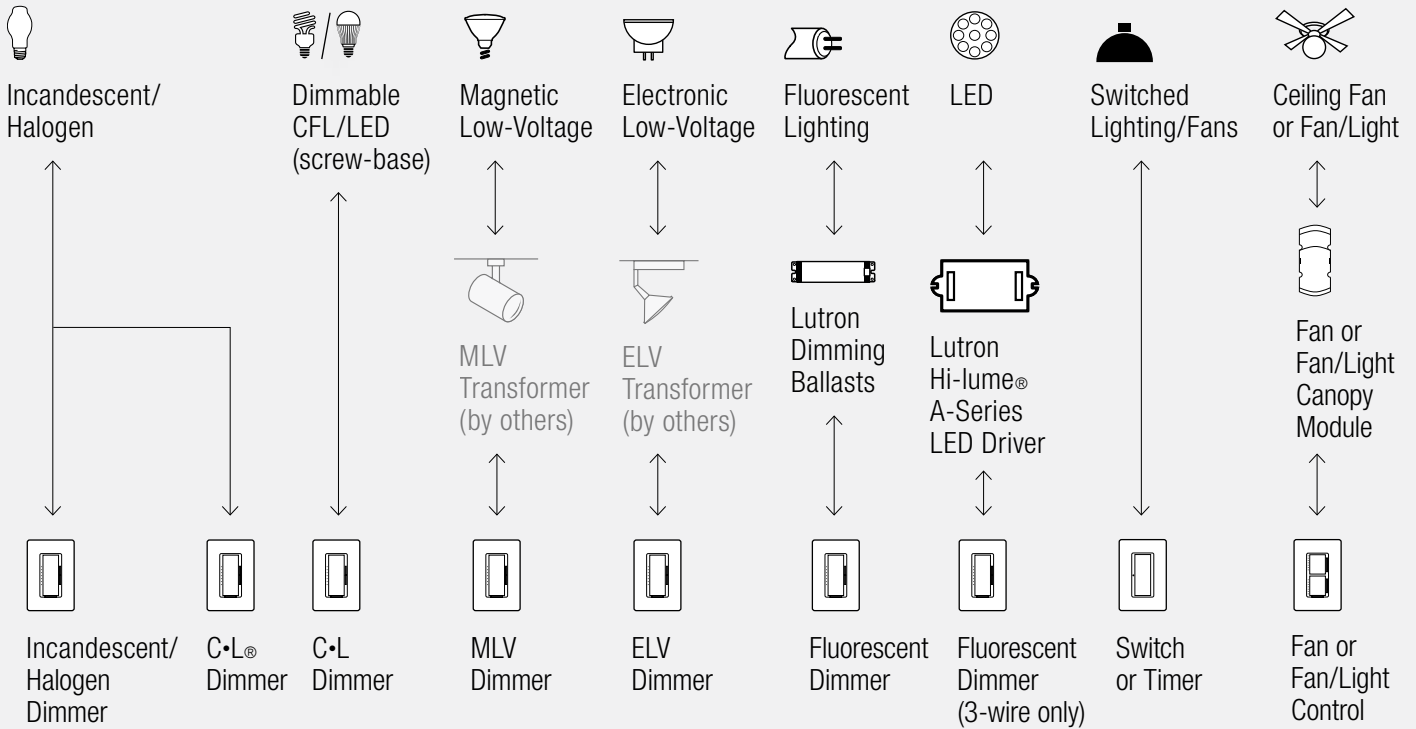 Incandescent/
Halogen
Dimmable
CFL/LED
(screw-base)
Magnetic
Low-Voltage
Electronic
Low-Voltage
Fluorescent
Lighting
LED
Switched
Lighting/Fans
Ceiling Fan
or Fan/Light
MLV
Transformer
(by others)
ELV
Transformer
(by others)
Lutron
Dimming
Ballasts
Lutron
Hi-lume®
A-Series
LED Driver
Fan or
Fan/Light
Canopy
Module
Incandescent/
Halogen
Dimmer
C•L®
Dimmer
C•L
Dimmer
MLV
Dimmer
ELV
Dimmer
Fluorescent
Dimmer
Fluorescent
Dimmer
(3-wire only)
Switch
or Timer
Fan or
Fan/Light
Control